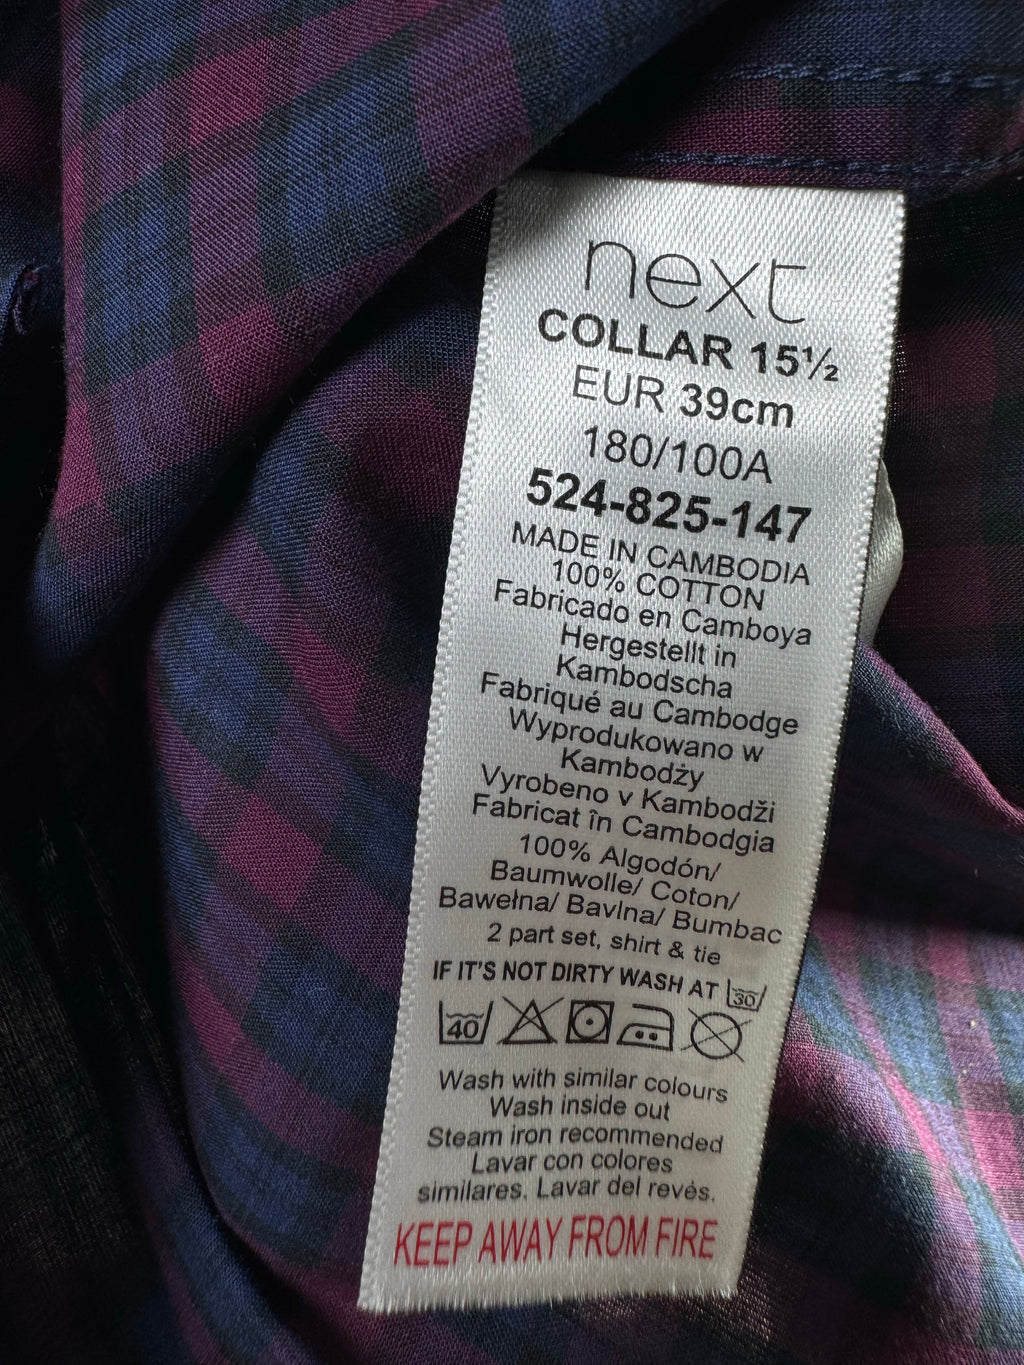 next
COLLAR 15½
EUR 39cm
180/100A
524-825-147
MADE IN CAMBODIA
100% COTTON
Fabricado en Camboya
Hergestellt in
Kambodscha
Fabriqué au Cambodge
Wyprodukowano w
Kambodży
Vyrobeno v Kambodži
Fabricat în Cambodgia
100% Algodón/
Baumwolle/ Coton/
Bawełna/ Bavlna/ Bumbac
2 part set, shirt & tie
IF IT'S NOT DIRTY WASH AT 30
40 CL
Wash with similar colours
Wash inside out
Steam iron recommended
Lavar con colores
similares. Lavar del revés.
KEEP AWAY FROM FIRE